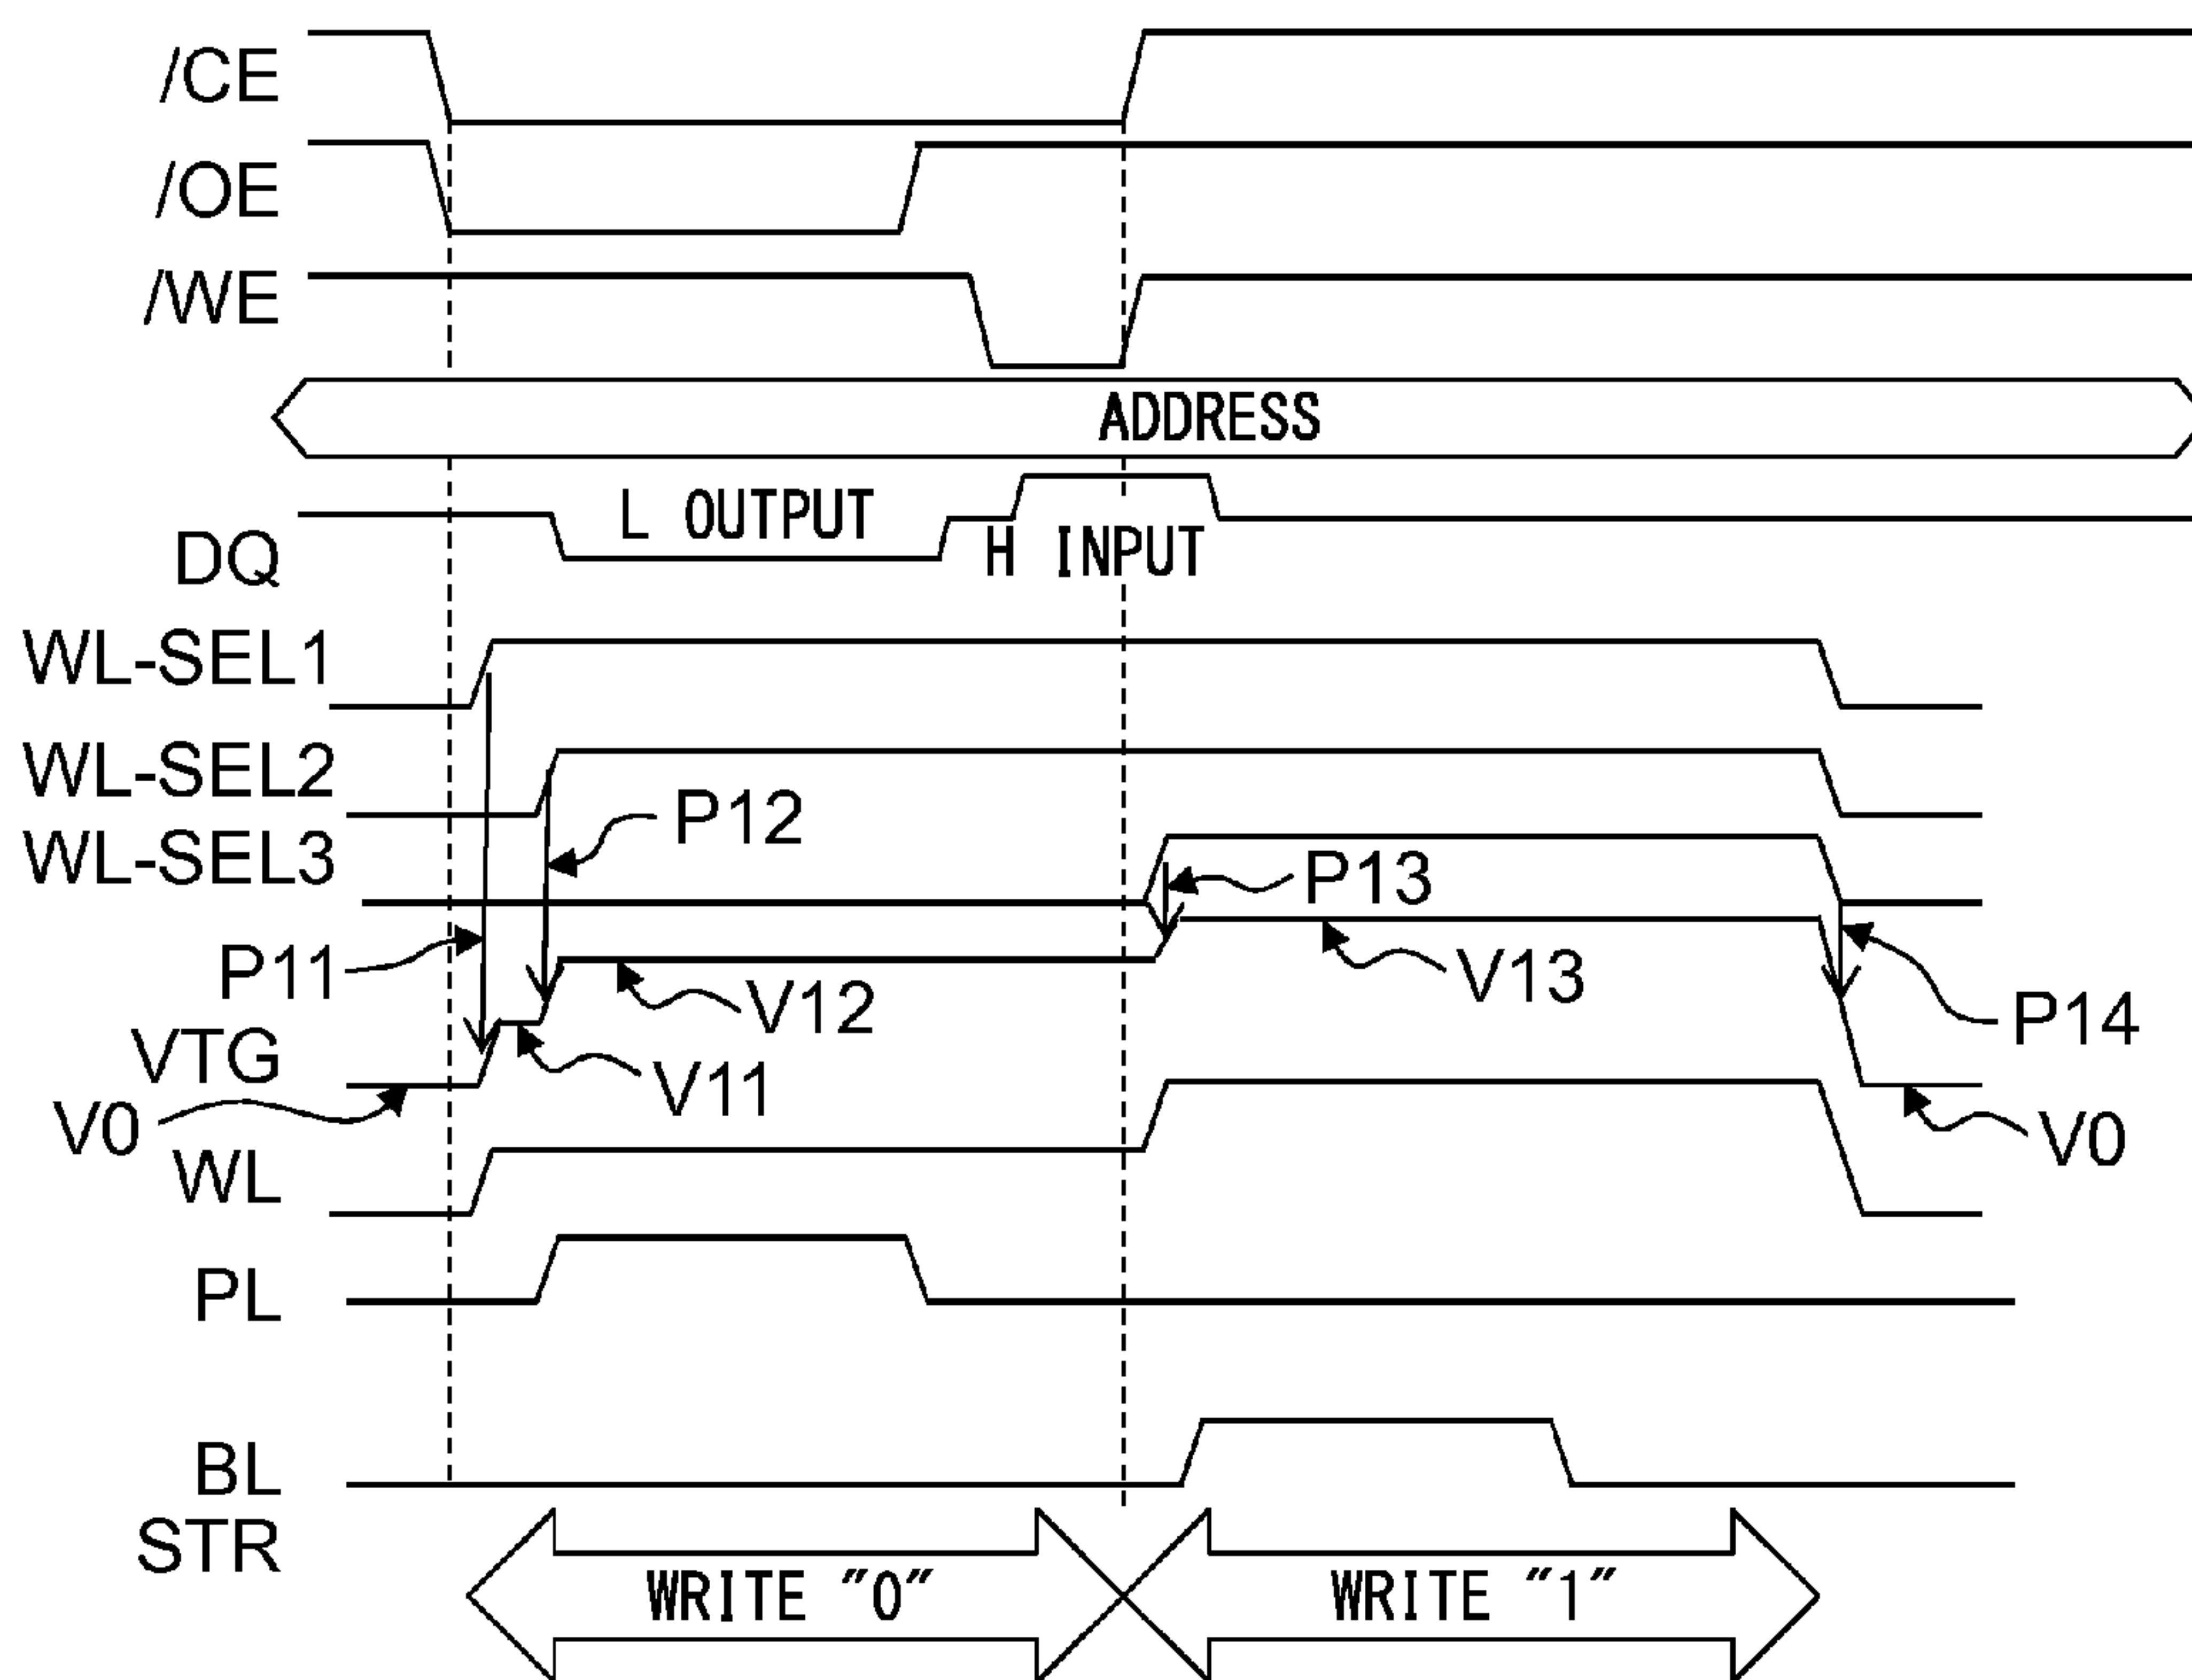 /CE
/OE
/WE
ADDRESS
L OUTPUT
DQ
H INPUT
WL-SEL1
WL-SEL2
P12
WL-SEL3
P13
P11
V12
V13
P14
VTG
V11
V0
V0
WL
PL
BL
STR
WRITE "0"
WRITE "1"